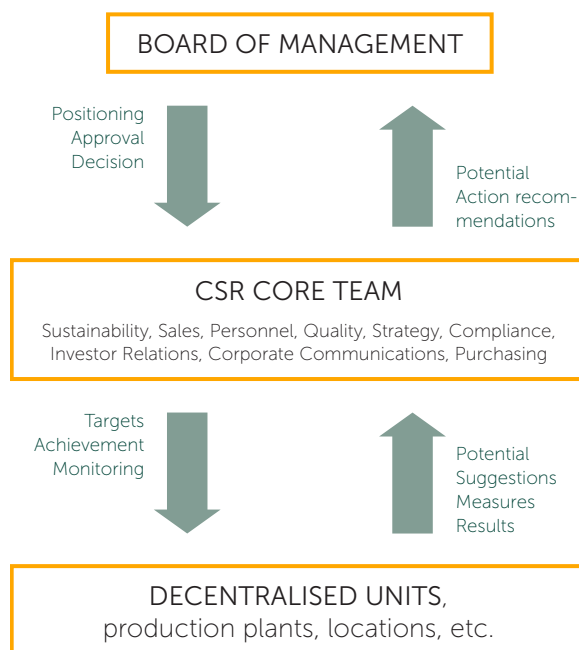 BOARD OF MANAGEMENT
Positioning
Approval
Decision
Potential
Action recom-
mendations
CSR CORE TEAM
Sustainability, Sales, Personnel, Quality, Strategy, Compliance,
Investor Relations, Corporate Communications, Purchasing
Targets
Achievement
Monitoring
Potential
Suggestions
Measures
Results
DECENTRALISED UNITS,
production plants, locations, etc.